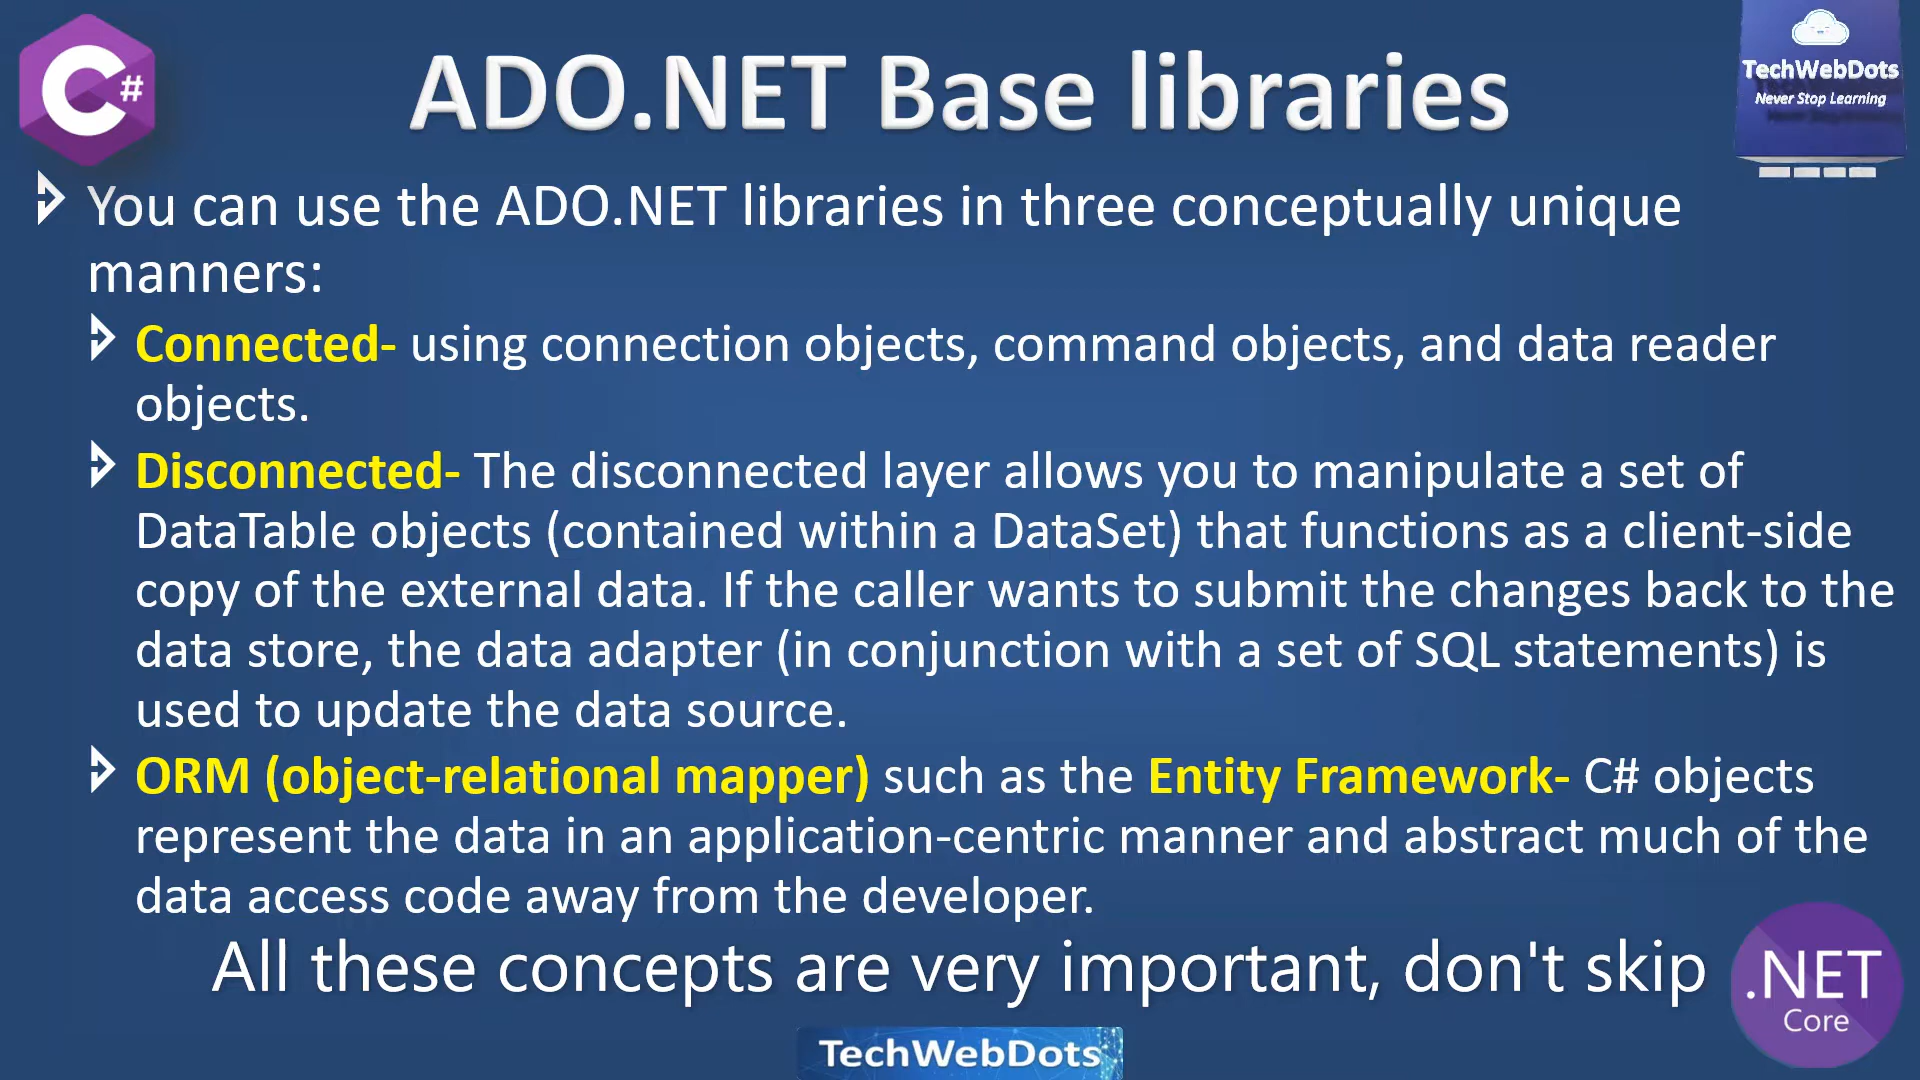 C#
ADO.NET Base libraries
TechWebDots
Never Stop Learning
You can use the ADO.NET libraries in three conceptually unique
manners:
Connected- using connection objects, command objects, and data reader
objects.
Disconnected- The disconnected layer allows you to manipulate a set of
DataTable objects (contained within a DataSet) that functions as a client-side
copy of the external data. If the caller wants to submit the changes back to the
data store, the data adapter (in conjunction with a set of SQL statements) is
used to update the data source.
ORM (object-relational mapper) such as the Entity Framework- C# objects
represent the data in an application-centric manner and abstract much of the
data access code away from the developer.
All these concepts are very important, don't skip
.NET
Core
TechWebDots